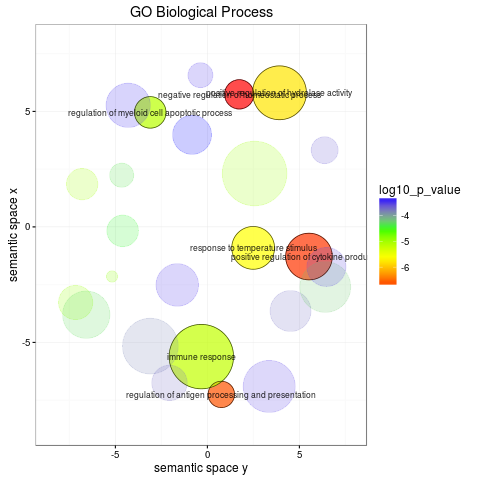 GO Biological Process
positive regulation of hydrolase activity
negative regulation of homeostatic process
regulation of myeloid cell apoptotic process
response to temperature stimulus
positive regulation of cytokine produ
immune response
regulation of antigen processing and presentation
5
0
-5
-5
0
5
semantic space x
semantic space y
log10_p_value
-4
-5
-6